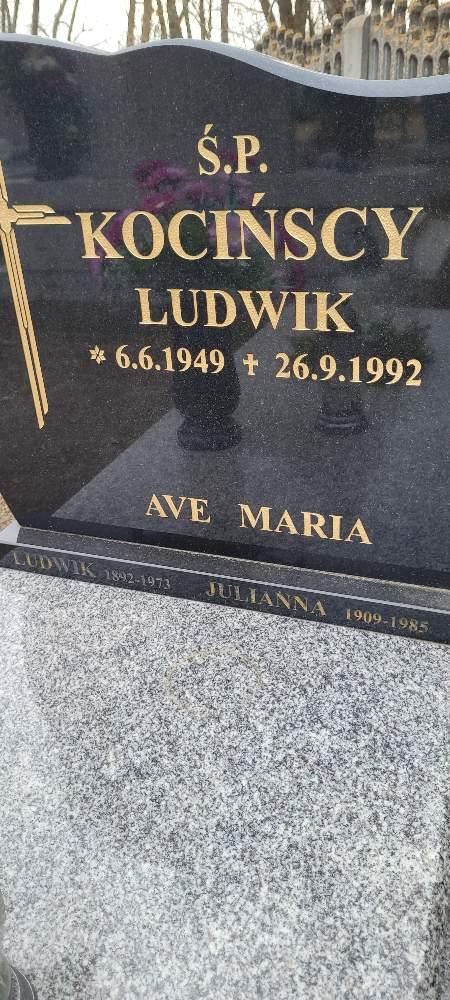 Ś.P.
KOCIŃSCY
LUDWIK
* 6.6.1949 ✝ 26.9.1992
AVE MARIA
LUDWIK 1892-1973 JULIANNA 1909-1985